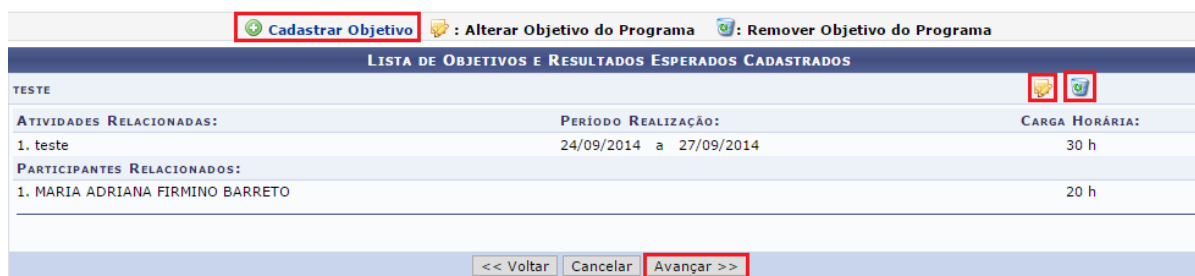 Cadastrar Objetivo : Alterar Objetivo do Programa : Remover Objetivo do Programa
LISTA DE OBJETIVOS E RESULTADOS ESPERADOS CADASTRADOS
TESTE
ATIVIDADES RELACIONADAS: PERÍODO REALIZAÇÃO: CARGA HORÁRIA:
1. teste 24/09/2014 a 27/09/2014 30 h
PARTICIPANTES RELACIONADOS:
1. MARIA ADRIANA FIRMINO BARRETO 20 h
<< Voltar Cancelar Avançar >>